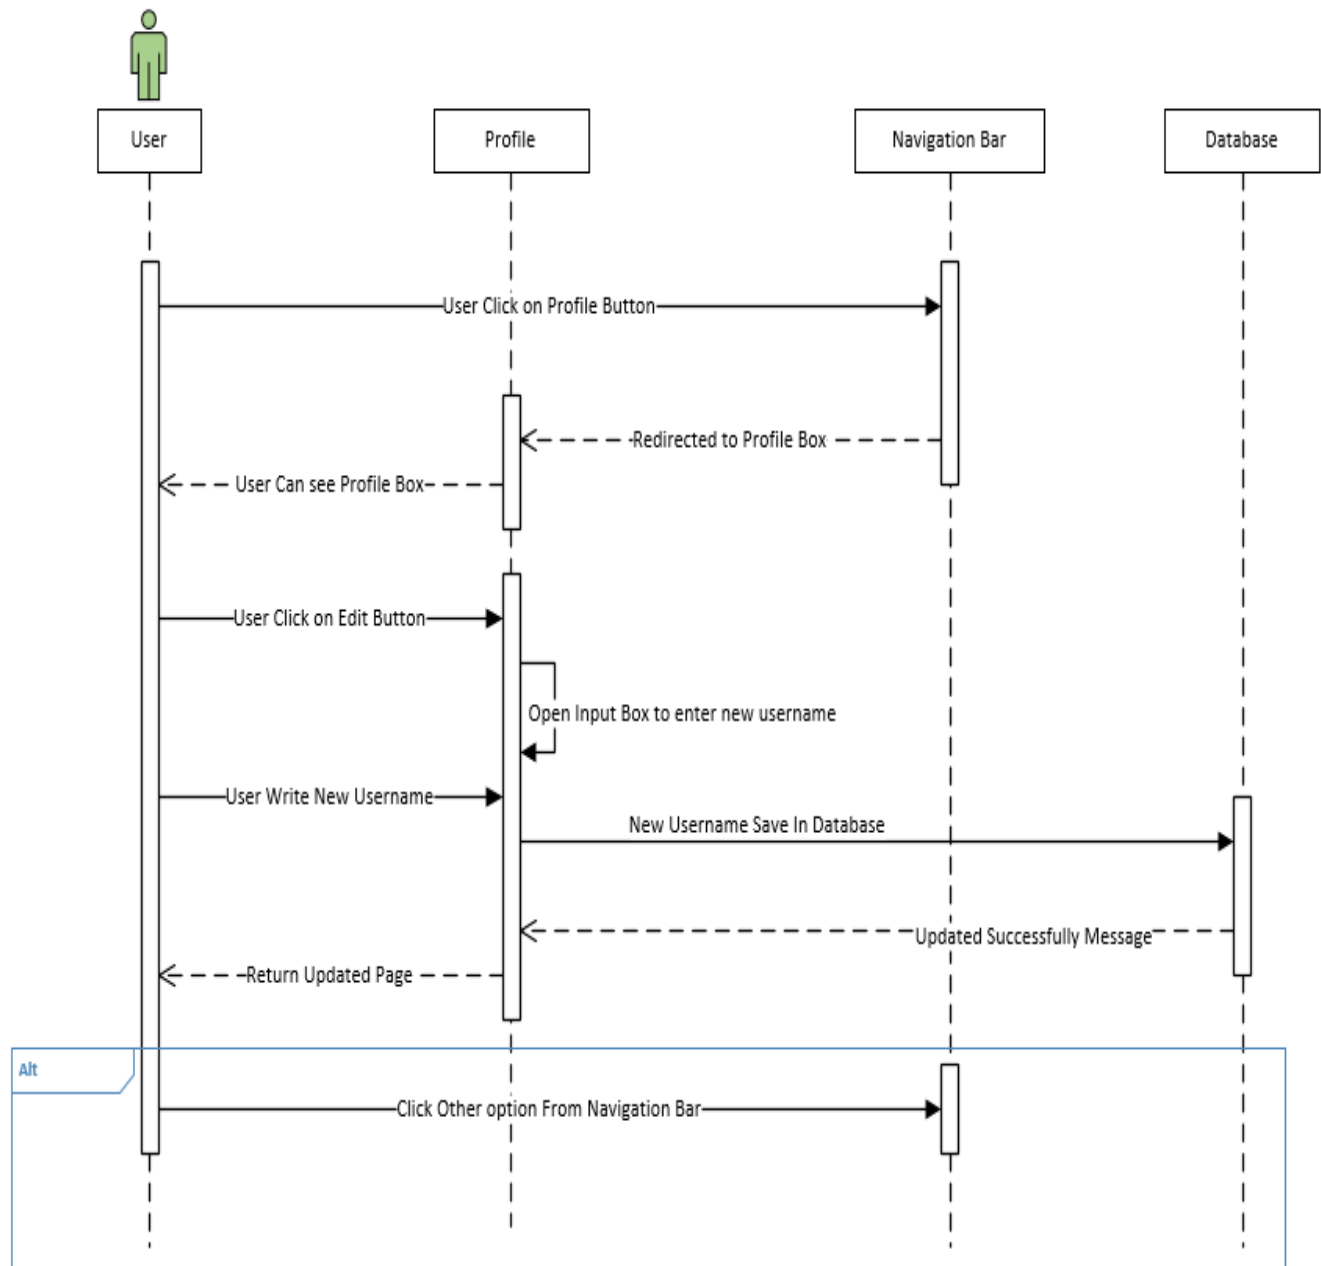 User
Profile
Navigation Bar
Database
User Click on Profile Button
Redirected to Profile Box
User Can see Profile Box
User Click on Edit Button
Open Input Box to enter new username
User Write New Username
New Username Save In Database
Updated Successfully Message
Return Updated Page
Alt
Click Other option From Navigation Bar